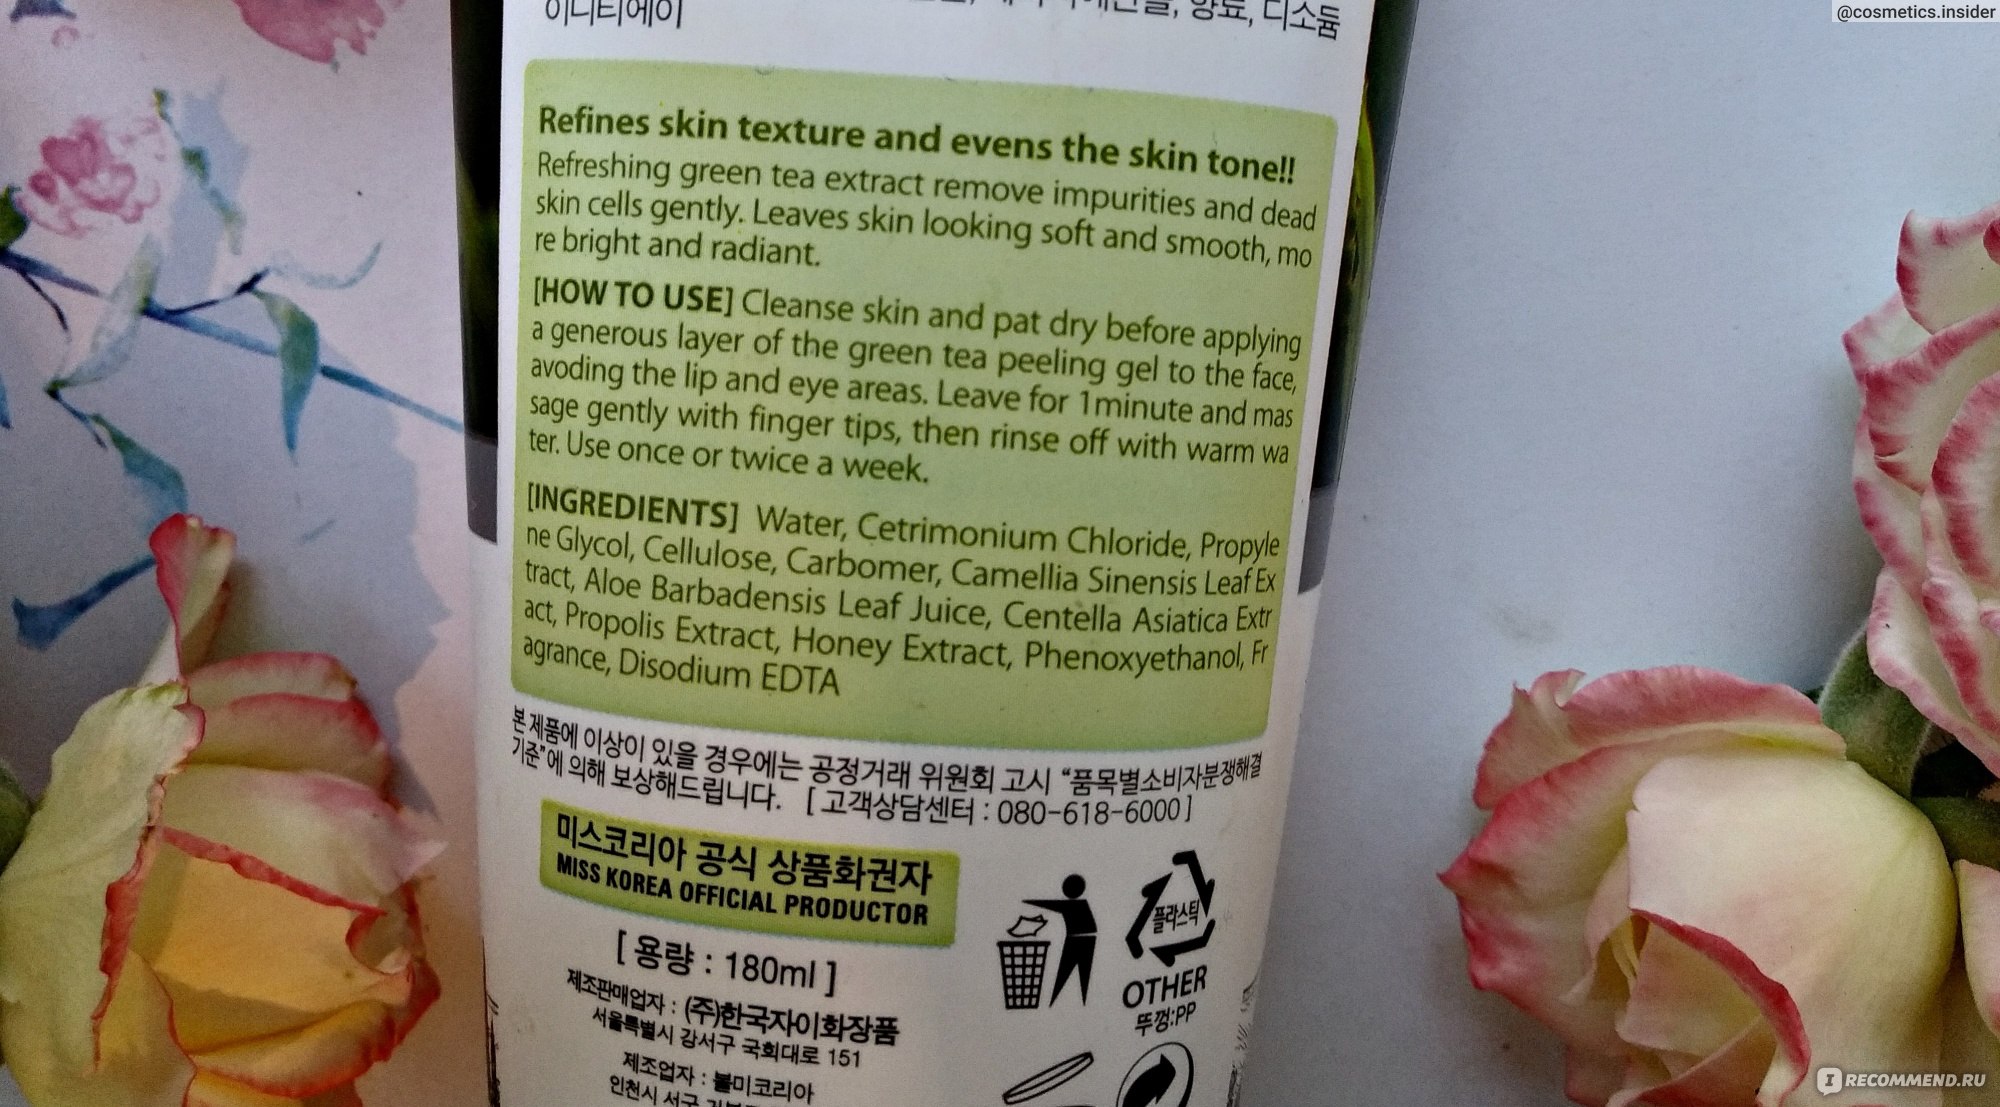 @cosmetics.insider
이디티에이 향료, 디소듐
Refines skin texture and evens the skin tone!!
Refreshing green tea extract remove impurities and dead
skin cells gently. Leaves skin looking soft and smooth, mo
re bright and radiant.
[HOW TO USE] Cleanse skin and pat dry before applying
a generous layer of the green tea peeling gel to the face,
avoding the lip and eye areas. Leave for 1minute and mas
sage gently with finger tips, then rinse off with warm wa
ter. Use once or twice a week.
[INGREDIENTS] Water, Cetrimonium Chloride, Propyle
ne Glycol, Cellulose, Carbomer, Camellia Sinensis Leaf Ex
tract, Aloe Barbadensis Leaf Juice, Centella Asiatica Extr
act, Propolis Extract, Honey Extract, Phenoxyethanol, Fr
agrance, Disodium EDTA
본 제품에 이상이 있을 경우에는 공정거래 위원회 고시 "품목별소비자분쟁해결
기준"에 의해 보상해드립니다. [ 고객상담센터 : 080-618-6000 ]
미스코리아 공식 상품화권자
MISS KOREA OFFICIAL PRODUCTOR
[ 용량 : 180ml ]
플라스틱
OTHER
뚜껑:PP
제조판매업자 : (주)한국자이화장품
서울특별시 강서구 국회대로 151
제조업자 : 불미코리아
인천시 서구
IRECOMMEND.RU